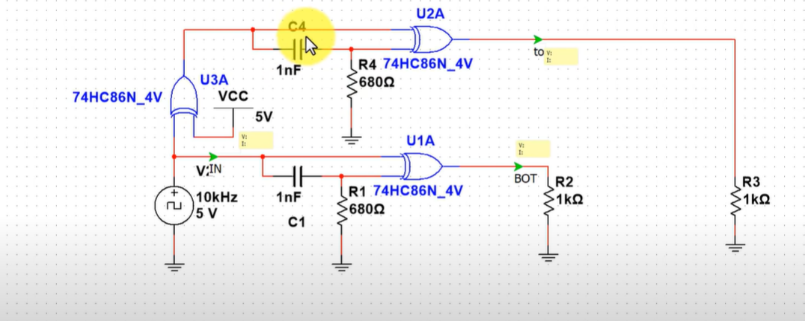 U2A
C4
1nF
R4
680Ω
74HC86N_4V
to
U3A
74HC86N_4V
VCC
5V
U1A
IN
10kHz
5 V
1nF
C1
R1
680Ω
74HC86N_4V
BOT
R2
1kΩ
R3
1kΩ